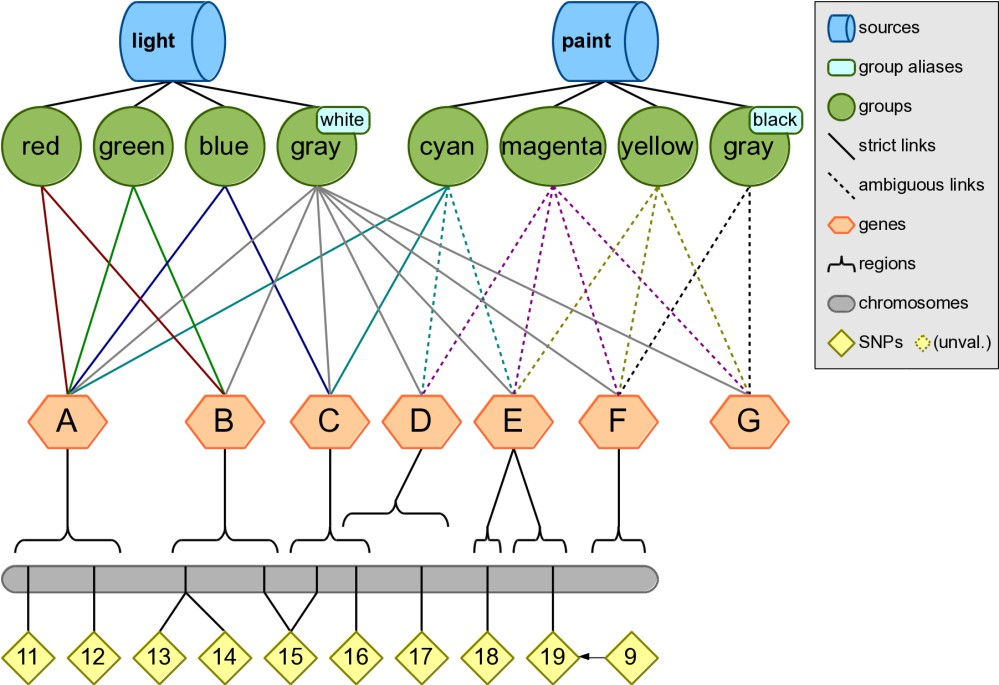 light
paint
sources
group aliases
groups
strict links
ambiguous links
genes
regions
chromosomes
SNPs (unval.)
white
black
red green blue gray cyan magenta yellow gray
A B C D E F G
11 12 13 14 15 16 17 18 19 9